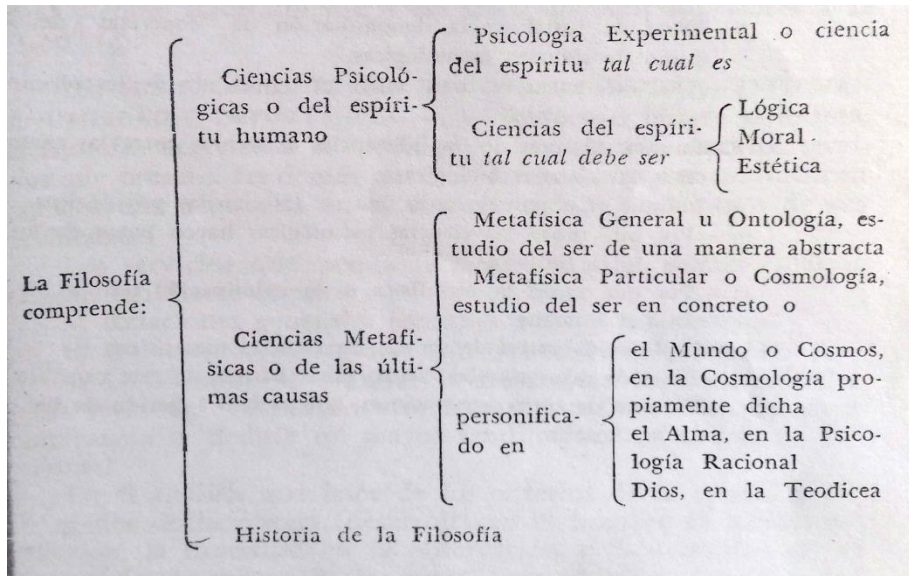 La Filosofía
comprende:
Ciencias Psicoló-
gicas o del espíri-
tu humano
Psicología Experimental o ciencia
del espíritu tal cual es
Ciencias del espíri-
tu tal cual debe ser
Lógica
Moral
Estética
Ciencias Metafí-
sicas o de las últi-
mas causas
Metafísica General u Ontología, es-
tudio del ser de una manera abstracta
Metafísica Particular o Cosmología,
estudio del ser en concreto o
personifica-
do en
el Mundo o Cosmos,
en la Cosmología pro-
piamente dicha
el Alma, en la Psico-
logía Racional
Dios, en la Teodicea
Historia de la Filosofía